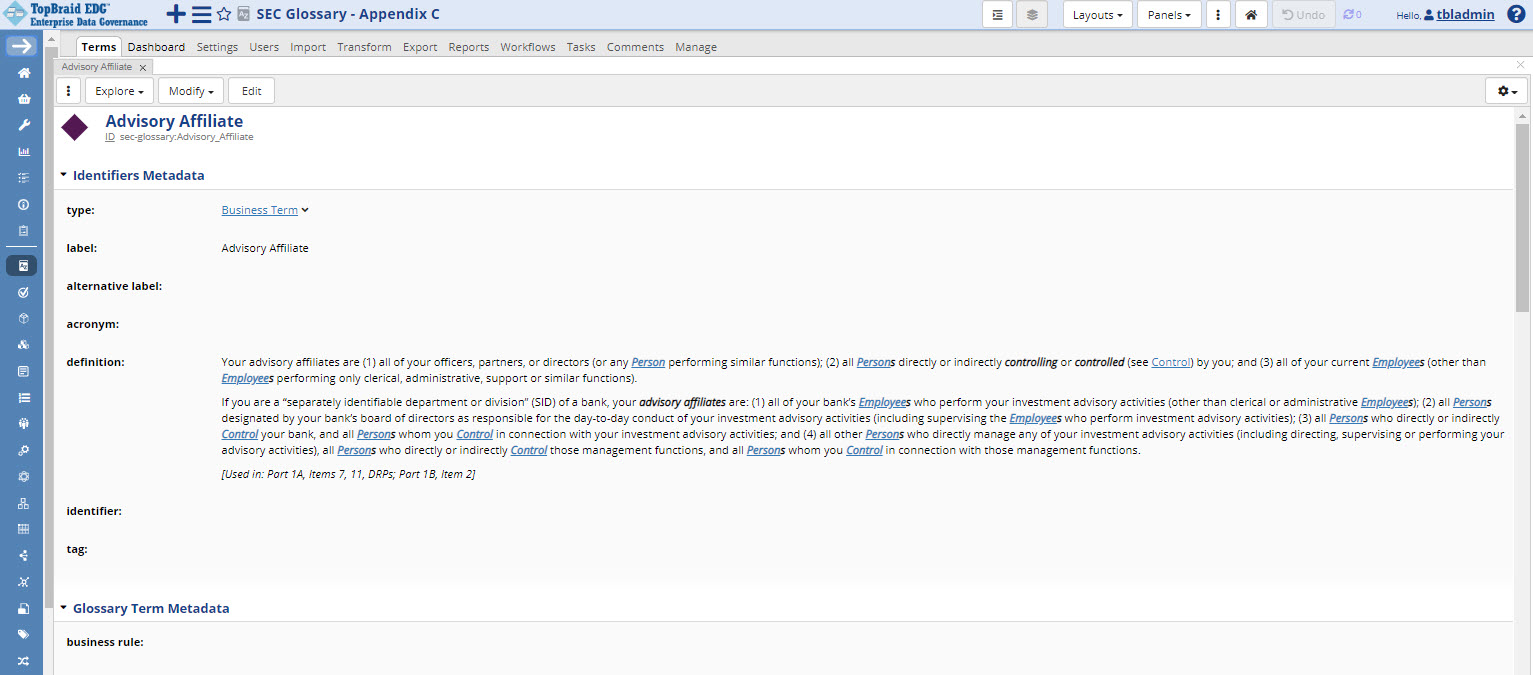 TopBraid EDG™
Enterprise Data Governance
SEC Glossary - Appendix C
Layouts
Panels
Undo
0
Hello, tbladmin
Terms Dashboard Settings Users Import Transform Export Reports Workflows Tasks Comments Manage
Advisory Affiliate
Explore Modify Edit
Advisory Affiliate
ID sec-glossary:Advisory_Affiliate
Identifiers Metadata
type: Business Term
label: Advisory Affiliate
alternative label:
acronym:
definition: Your advisory affiliates are (1) all of your officers, partners, or directors (or any Person performing similar functions); (2) all Persons directly or indirectly controlling or controlled (see Control) by you; and (3) all of your current Employees (other than
Employees performing only clerical, administrative, support or similar functions).
If you are a “separately identifiable department or division” (SID) of a bank, your advisory affiliates are: (1) all of your bank’s Employees who perform your investment advisory activities (other than clerical or administrative Employees); (2) all Persons
designated by your bank’s board of directors as responsible for the day-to-day conduct of your investment advisory activities (including supervising the Employees who perform investment advisory activities); (3) all Persons who directly or indirectly
Control your bank, and all Persons whom you Control in connection with your investment advisory activities; and (4) all other Persons who directly manage any of your investment advisory activities (including directing, supervising or performing your
advisory activities), all Persons who directly or indirectly Control those management functions, and all Persons whom you Control in connection with those management functions.
[Used in: Part 1A, Items 7, 11, DRPs; Part 1B, Item 2]
identifier:
tag:
Glossary Term Metadata
business rule: